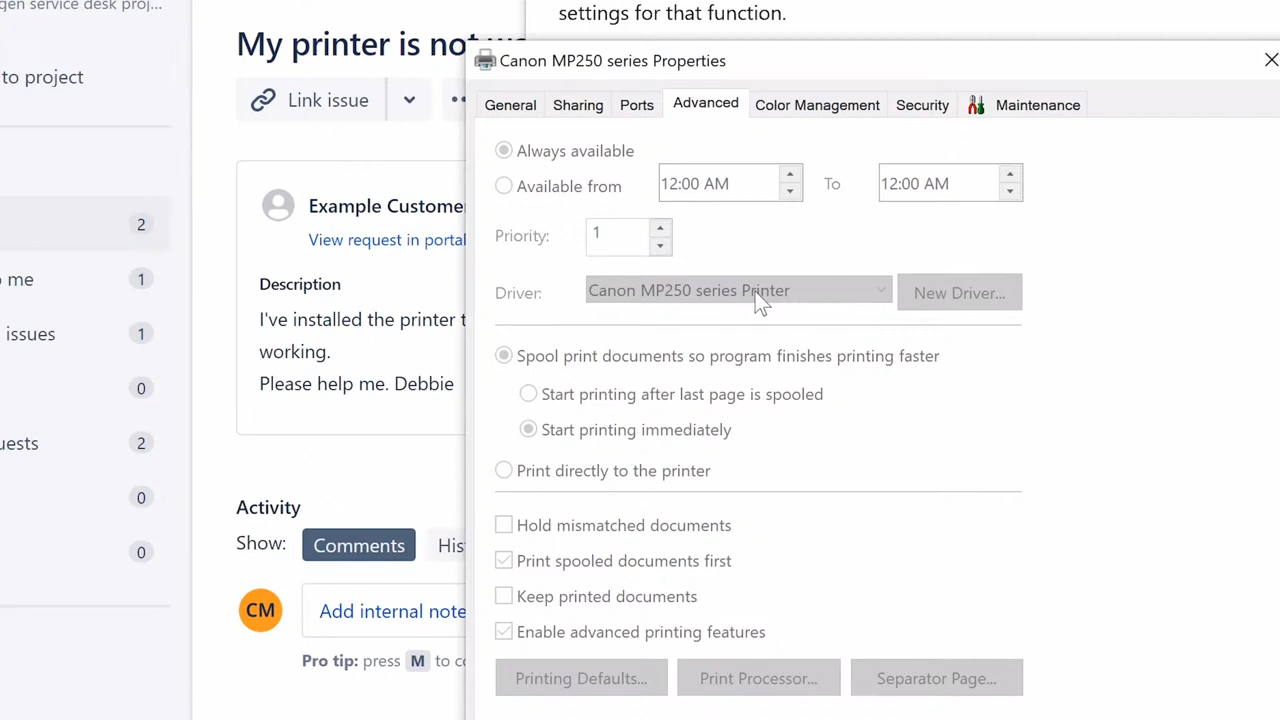 gen service desk proj...
to project
2
o me
1
issues
1
0
uests
2
0
0
settings for that function.
My printer is not w
Link issue
Example Custome
View request in portal
Description
I've installed the printer t
working.
Please help me. Debbie
Activity
Show:
Comments
His
CM
Add internal note
Pro tip: press M to co
Canon MP250 series Properties
General
Sharing
Ports
Advanced
Color Management
Security
Maintenance
Always available
Available from 12:00 AM To 12:00 AM
Priority: 1
Driver: Canon MP250 series Printer New Driver...
Spool print documents so program finishes printing faster
Start printing after last page is spooled
Start printing immediately
Print directly to the printer
Hold mismatched documents
Print spooled documents first
Keep printed documents
Enable advanced printing features
Printing Defaults...
Print Processor...
Separator Page...